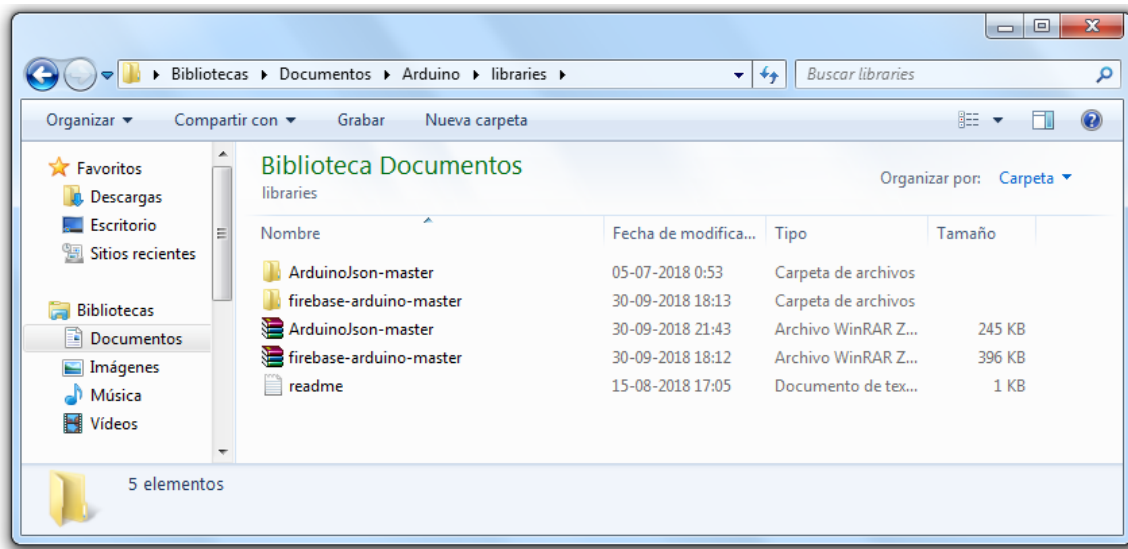 Bibliotecas Documentos Arduino libraries Buscar libraries
Organizar Compartir con Grabar Nueva carpeta
Favoritos
Descargas
Escritorio
Sitios recientes
Bibliotecas
Documentos
Imágenes
Música
Vídeos
Biblioteca Documentos
libraries
Organizar por: Carpeta
Nombre Fecha de modifica... Tipo Tamaño
ArduinoJson-master 05-07-2018 0:53 Carpeta de archivos
firebase-arduino-master 30-09-2018 18:13 Carpeta de archivos
ArduinoJson-master 30-09-2018 21:43 Archivo WinRAR Z... 245 KB
firebase-arduino-master 30-09-2018 18:12 Archivo WinRAR Z... 396 KB
readme 15-08-2018 17:05 Documento de tex... 1 KB
5 elementos